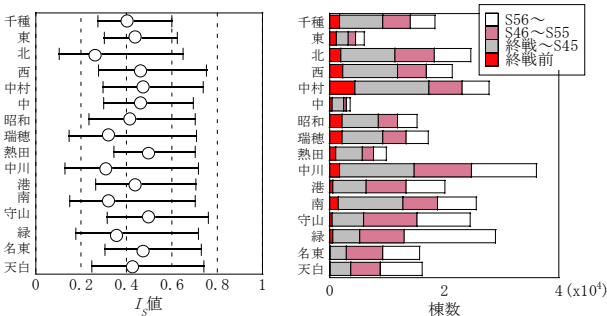 千種
東
北
西
中村
中
昭和
瑞穂
熱田
中川
港
南
守山
緑
名東
天白
0 0.2 0.4 0.6 0.8 1
I_S値
千種
東
北
西
中村
中
昭和
瑞穂
熱田
中川
港
南
守山
緑
名東
天白
S56～
S46～S55
終戦～S45
終戦前
0 2 4(x10⁴)
棟数